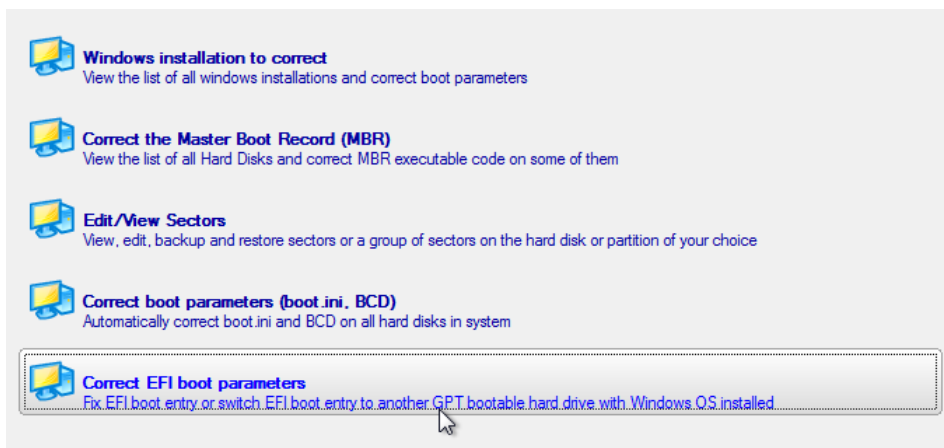 Windows installation to correct
View the list of all windows installations and correct boot parameters
Correct the Master Boot Record (MBR)
View the list of all Hard Disks and correct MBR executable code on some of them
Edit/View Sectors
View, edit, backup and restore sectors or a group of sectors on the hard disk or partition of your choice
Correct boot parameters (boot.ini, BCD)
Automatically correct boot.ini and BCD on all hard disks in system
Correct EFI boot parameters
Fix EFI boot entry or switch EFI boot entry to another GPT bootable hard drive with Windows OS installed